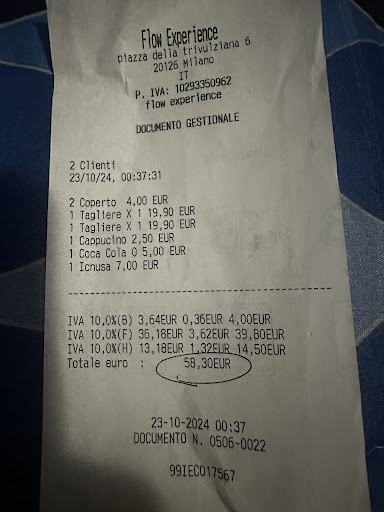 Flow Experience
piazza della trivulziana 6
20126 Milano
IT
P. IVA: 10293350962
flow experience
DOCUMENTO GESTIONALE
2 Clienti
23/10/24, 00:37:31
2 Coperto 4,00 EUR
1 Tagliere X 1 19,90 EUR
1 Tagliere X 1 19,90 EUR
1 Cappucino 2,50 EUR
1 Coca Cola 0 5,00 EUR
1 Icnusa 7,00 EUR
IVA 10,0%(B) 3,64EUR 0,36EUR 4,00EUR
IVA 10,0%(F) 36,18EUR 3,62EUR 39,80EUR
IVA 10,0%(H) 13,18EUR 1,32EUR 14,50EUR
Totale euro : 58,30EUR
23-10-2024 00:37
DOCUMENTO N. 0506-0022
99IEC017567